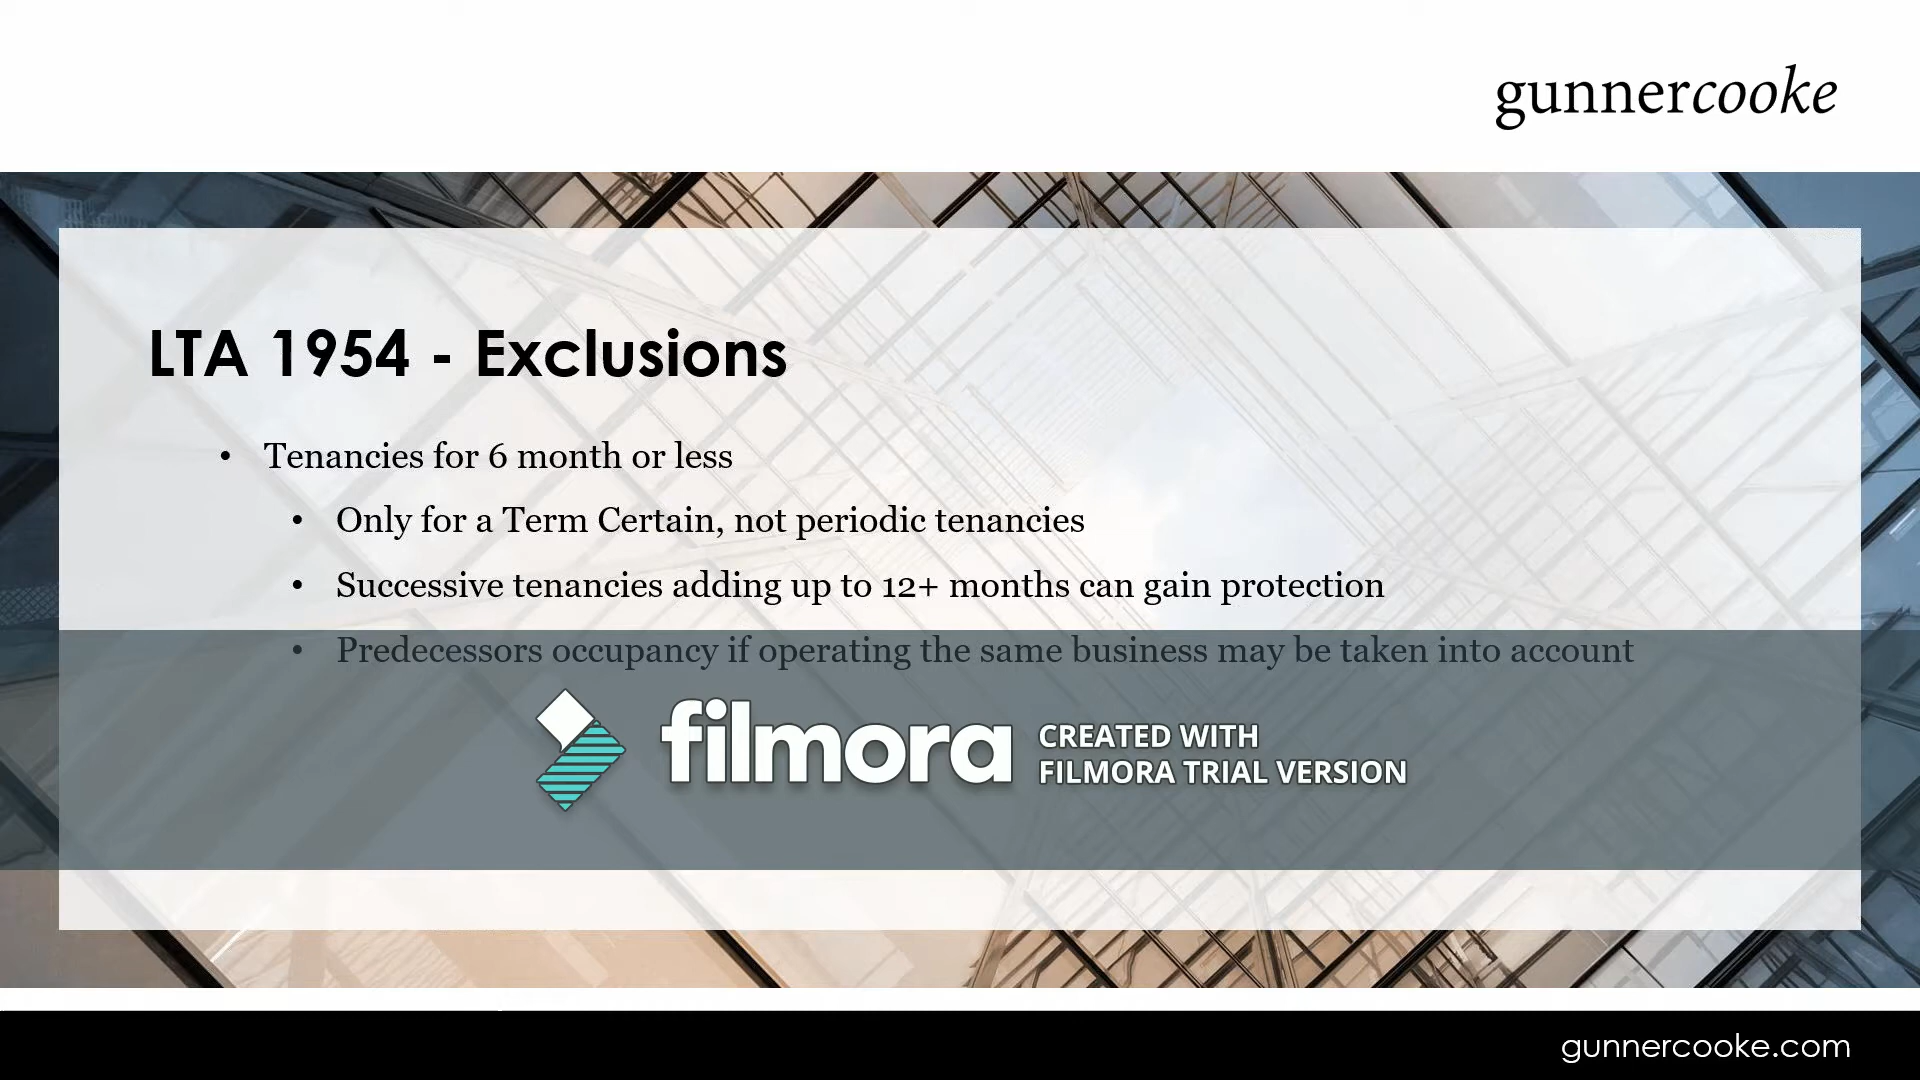 gunnercooke
LTA 1954 - Exclusions
• Tenancies for 6 month or less
• Only for a Term Certain, not periodic tenancies
• Successive tenancies adding up to 12+ months can gain protection
• Predecessors occupancy if operating the same business may be taken into account
filmora
CREATED WITH
FILMORA TRIAL VERSION
gunnercooke.com